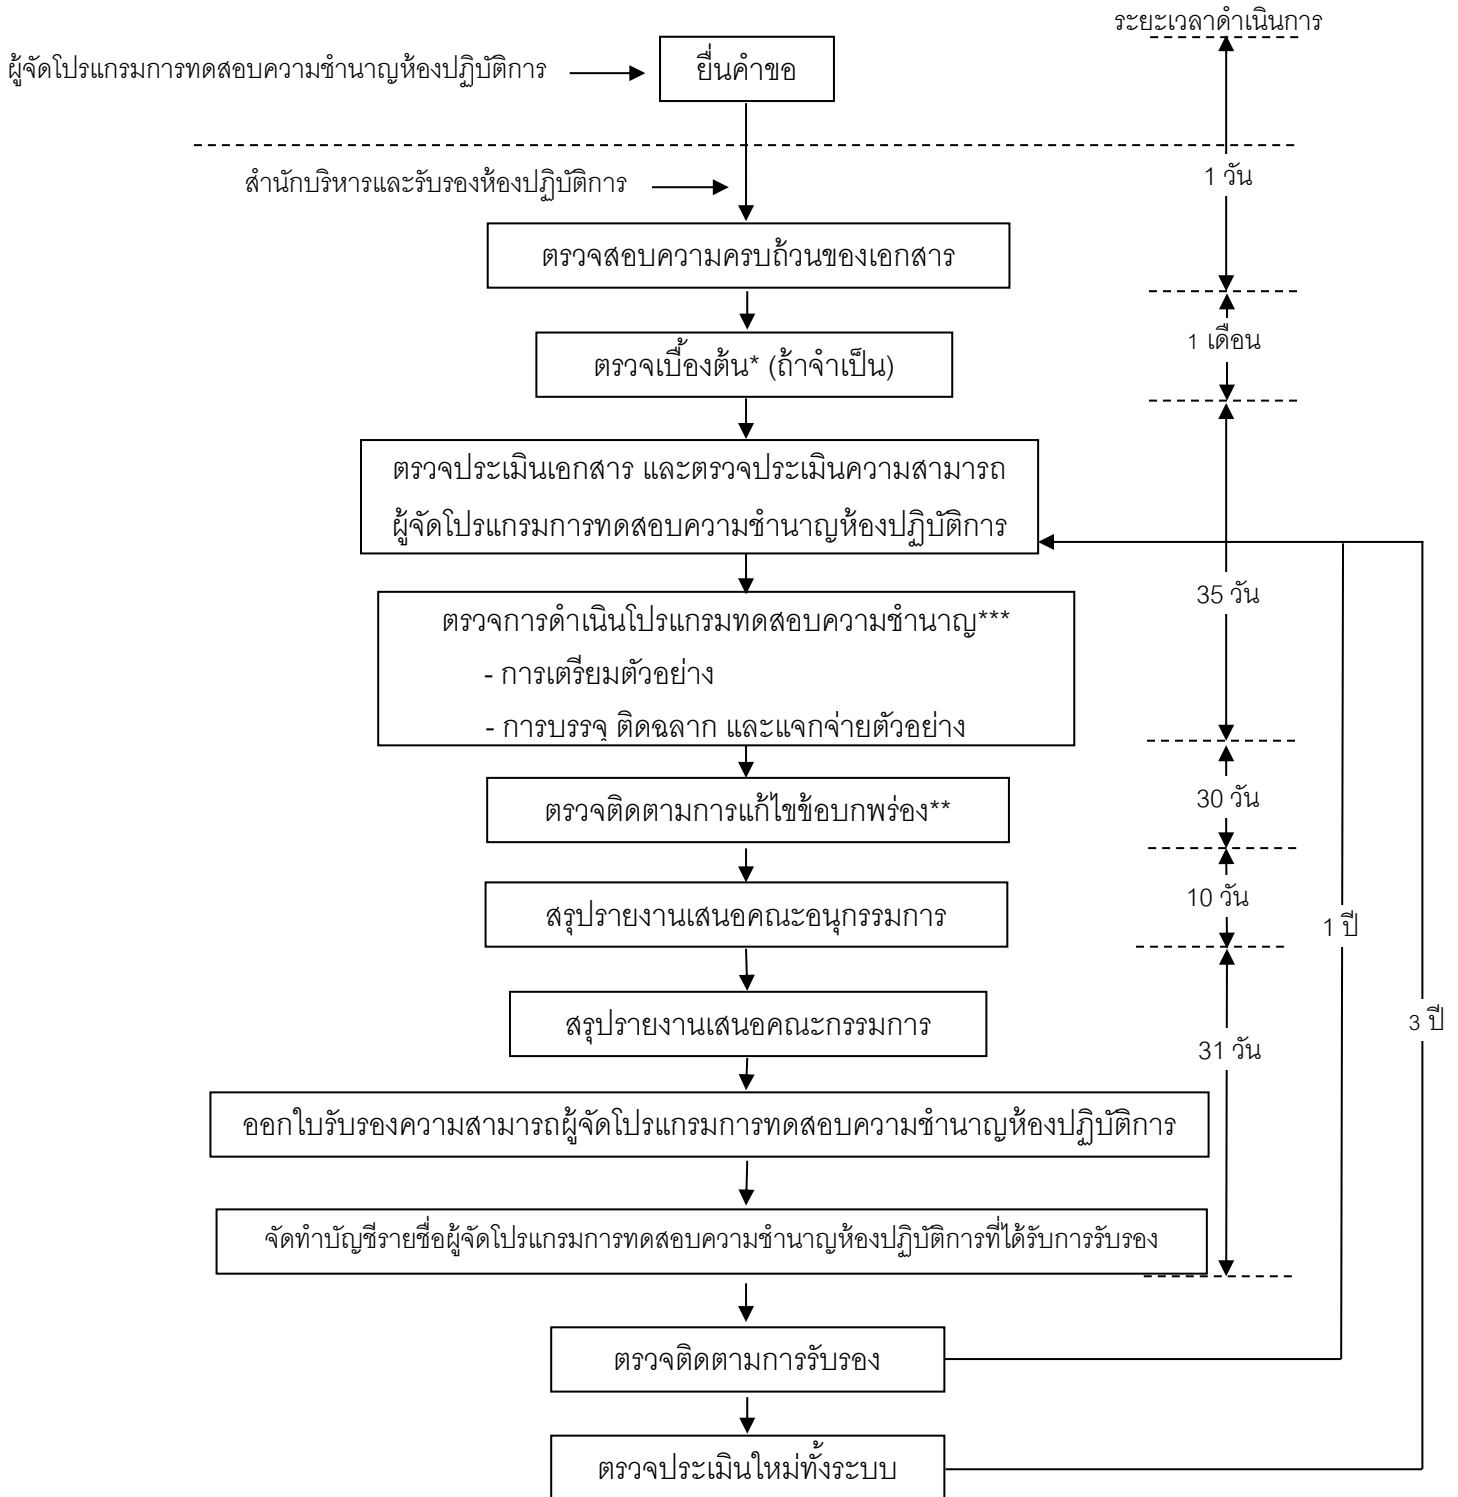 ระยะเวลาดำเนินการ
ผู้จัดโปรแกรมการทดสอบความชำนาญห้องปฏิบัติการ
ยื่นคำขอ
สำนักบริหารและรับรองห้องปฏิบัติการ
1 วัน
ตรวจสอบความครบถ้วนของเอกสาร
1 เดือน
ตรวจเบื้องต้น* (ถ้าจำเป็น)
ตรวจประเมินเอกสาร และตรวจประเมินความสามารถ
ผู้จัดโปรแกรมการทดสอบความชำนาญห้องปฏิบัติการ
35 วัน
ตรวจการดำเนินโปรแกรมทดสอบความชำนาญ***
- การเตรียมตัวอย่าง
- การบรรจุ ติดฉลาก และแจกจ่ายตัวอย่าง
30 วัน
ตรวจติดตามการแก้ไขข้อบกพร่อง**
10 วัน
สรุปรายงานเสนอคณะอนุกรรมการ
1 ปี
สรุปรายงานเสนอคณะกรรมการ
3 ปี
31 วัน
ออกใบรับรองความสามารถผู้จัดโปรแกรมการทดสอบความชำนาญห้องปฏิบัติการ
จัดทำบัญชีรายชื่อผู้จัดโปรแกรมการทดสอบความชำนาญห้องปฏิบัติการที่ได้รับการรับรอง
ตรวจติดตามการรับรอง
ตรวจประเมินใหม่ทั้งระบบ